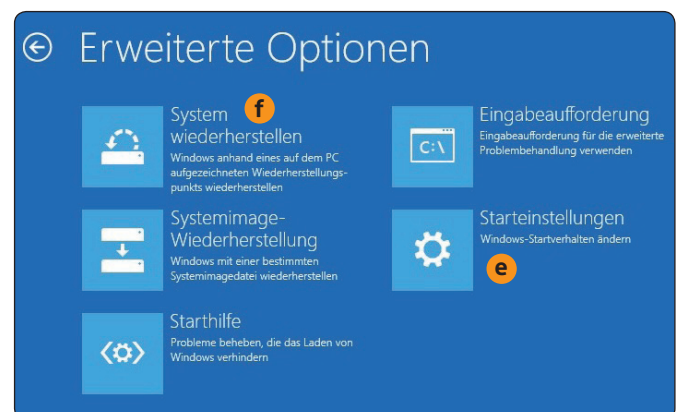 Erweiterte Optionen
System f
wiederherstellen
Windows anhand eines auf dem PC
aufgezeichneten Wiederherstellungs-
punkts wiederherstellen
Systemimage-
Wiederherstellung
Windows mit einer bestimmten
Systemimagedatei wiederherstellen
Starthilfe
Probleme beheben, die das Laden von
Windows verhindern
Eingabeaufforderung
Eingabeaufforderung für die erweiterte
Problembehandlung verwenden
C:\
Starteinstellungen
Windows-Startverhalten ändern
e